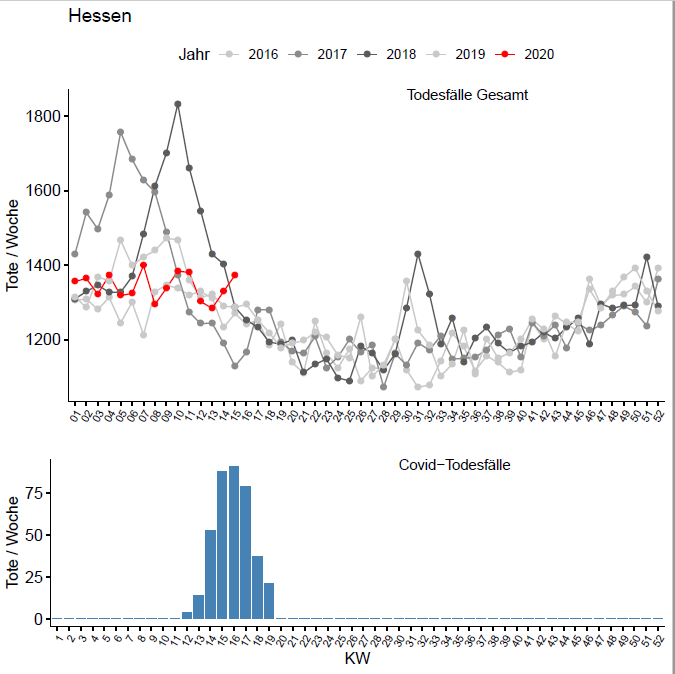 Hessen
Jahr 2016 2017 2018 2019 2020
Todesfälle Gesamt
1800
1600
1400
1200
Tote / Woche
01 02 03 04 05 06 07 08 09 10 11 12 13 14 15 16 17 18 19 20 21 22 23 24 25 26 27 28 29 30 31 32 33 34 35 36 37 38 39 40 41 42 43 44 45 46 47 48 49 50 51 52
Covid−Todesfälle
75
50
25
0
Tote / Woche
1 2 3 4 5 6 7 8 9 10 11 12 13 14 15 16 17 18 19 20 21 22 23 24 25 26 27 28 29 30 31 32 33 34 35 36 37 38 39 40 41 42 43 44 45 46 47 48 49 50 51 52
KW